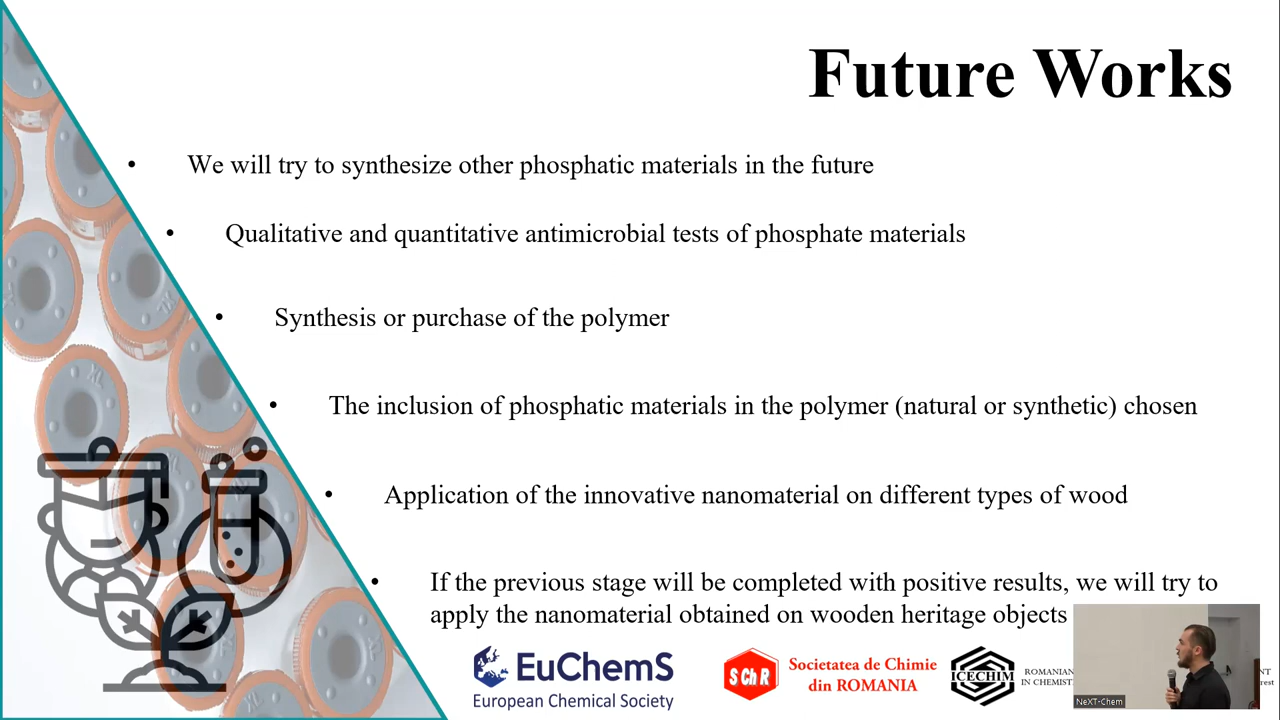 Future Works
• We will try to synthesize other phosphatic materials in the future
• Qualitative and quantitative antimicrobial tests of phosphate materials
• Synthesis or purchase of the polymer
• The inclusion of phosphatic materials in the polymer (natural or synthetic) chosen
• Application of the innovative nanomaterial on different types of wood
• If the previous stage will be completed with positive results, we will try to
apply the nanomaterial obtained on wooden heritage objects
EuChemS
European Chemical Society
SChR
Societatea de Chimie
din ROMANIA
ICECHIM
ROMANIAN
IN CHEMIST
NT
rest
NeXT-Chem